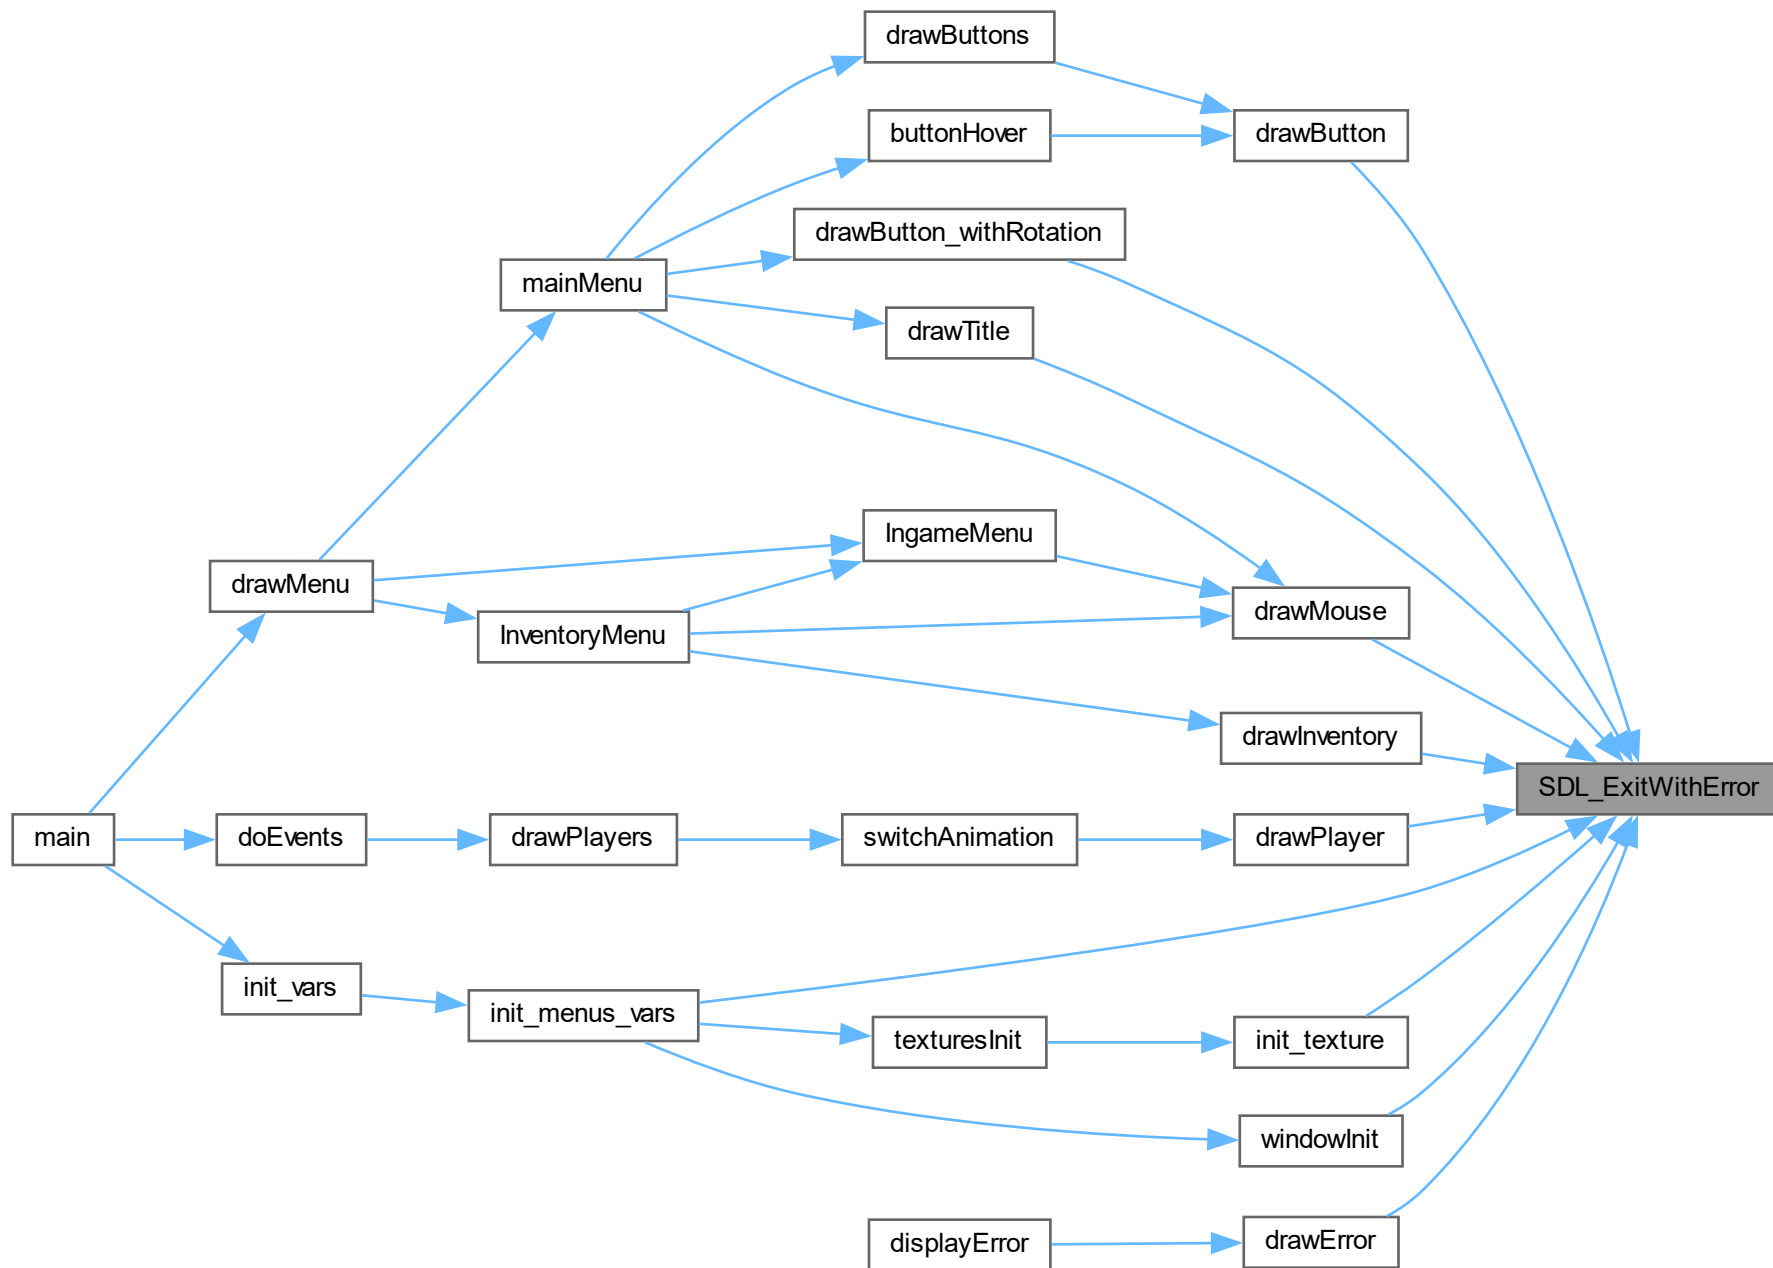 drawButtons
buttonHover
drawButton
drawButton_withRotation
mainMenu
drawTitle
IngameMenu
drawMenu
drawMouse
InventoryMenu
drawInventory
SDL_ExitWithError
main
doEvents
drawPlayers
switchAnimation
drawPlayer
init_vars
init_menus_vars
texturesInit
init_texture
windowInit
displayError
drawError